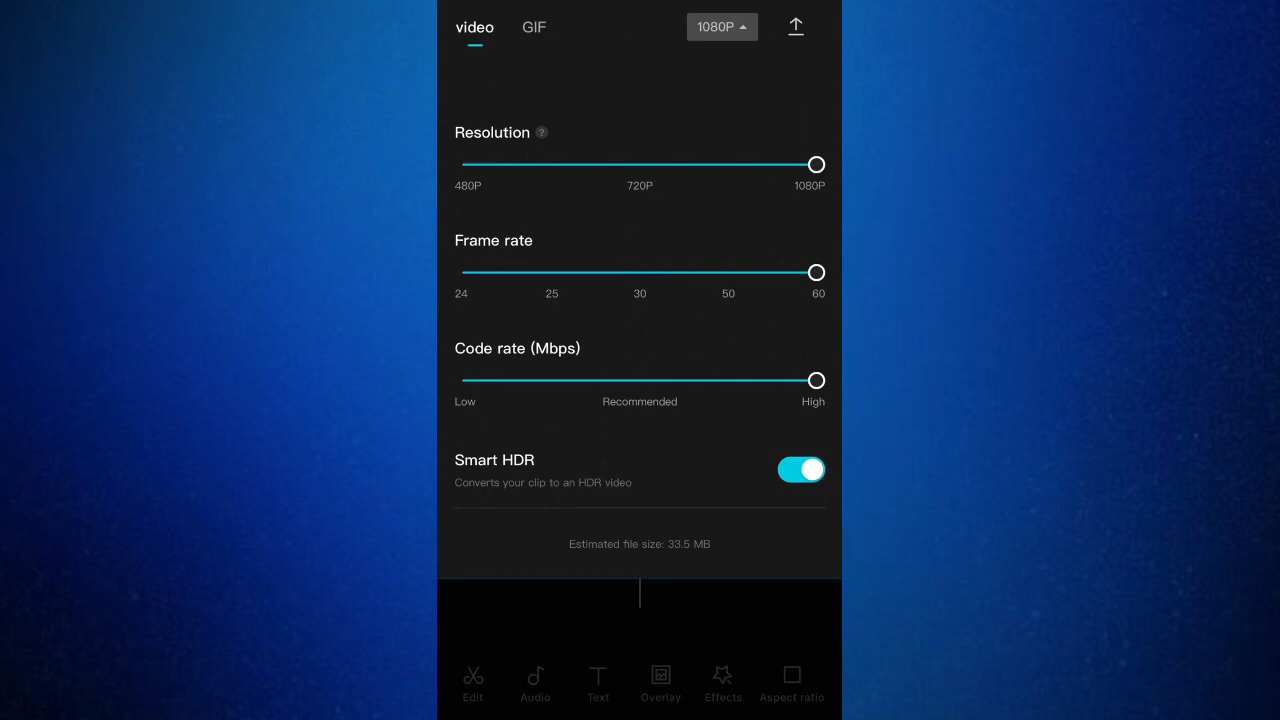 video GIF 1080P
Resolution ?
480P 720P 1080P
Frame rate
24 25 30 50 60
Code rate (Mbps)
Low Recommended High
Smart HDR
Converts your clip to an HDR video
Estimated file size: 33.5 MB
Edit Audio Text Overlay Effects Aspect ratio